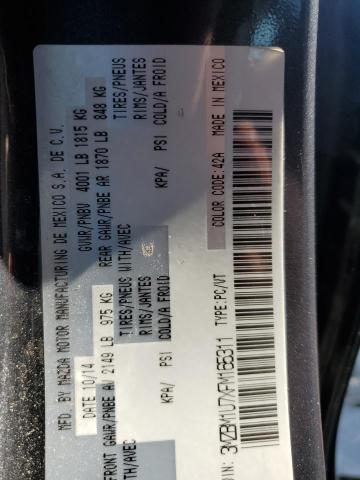 MFD. BY MAZDA MOTOR MANUFACTURING DE MEXICO S.A. DE C.V.
DATE: 10/14 GVWR/PNBV 4001 LB 1815 KG
FRONT GAWR/PNBE AV 2149 LB 975 KG REAR GAWR/PNBE AR 1870 LB 848 KG
TIRES/PNEUS WITH/AVEC TIRES/PNEUS
RIMS/JANTES RIMS/JANTES
KPA/ PSI COLD/A FROID KPA/ PSI COLD/A FROID
VIN: 3MZBM1U7XFM165311 TYPE: PC/VT
COLOR CODE: 42A MADE IN MEXICO